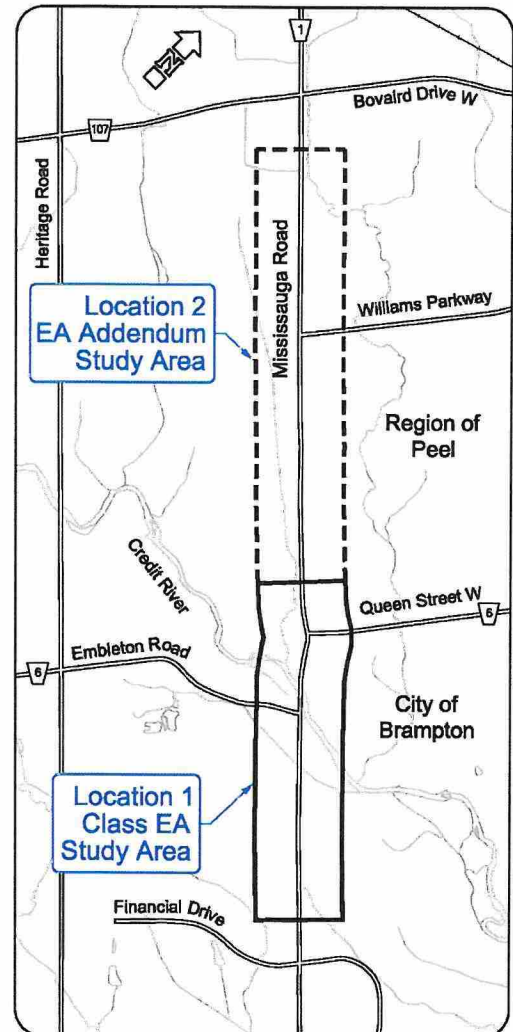 1
N
Bovaird Drive W
107
Heritage Road
Mississauga Road
Location 2
EA Addendum
Study Area
Williams Parkway
Region of
Peel
Credit River
Queen Street W
6
Embleton Road
6
City of
Brampton
Location 1
Class EA
Study Area
Financial Drive